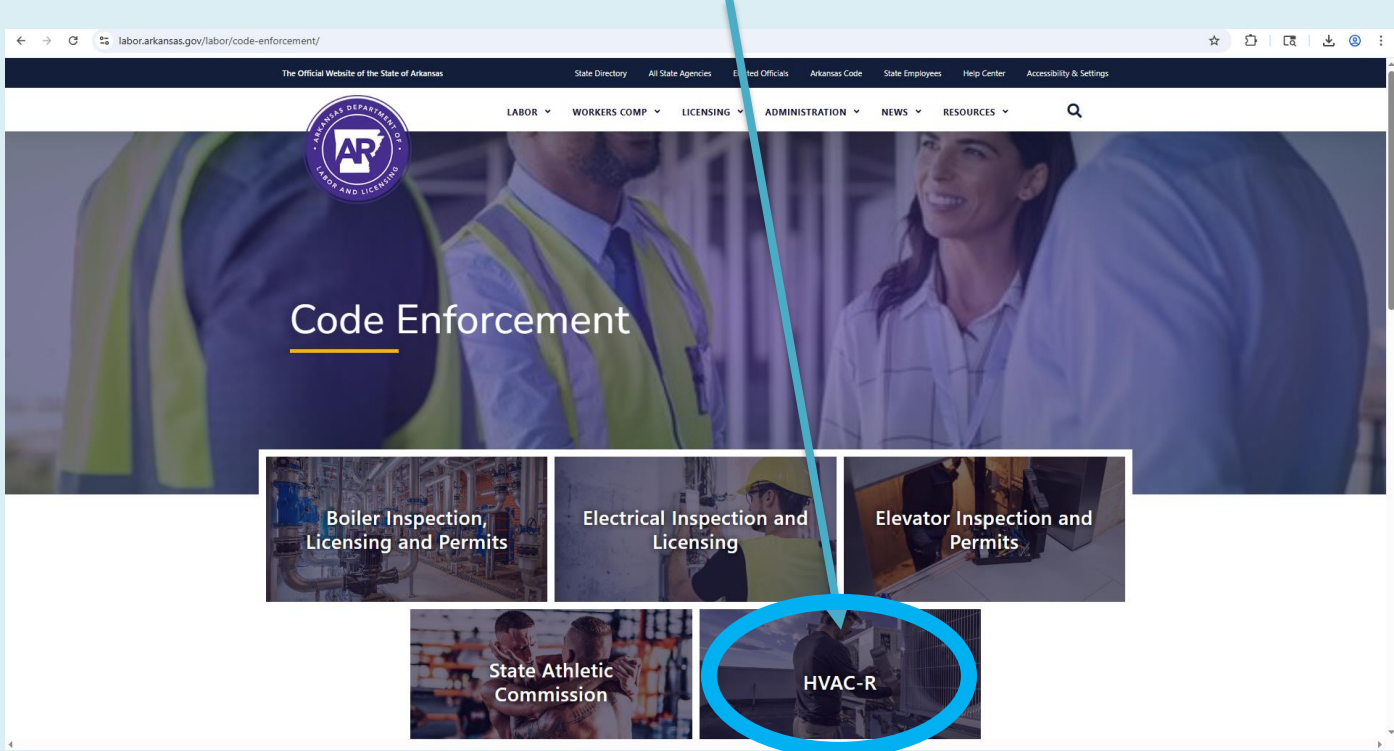 labor.arkansas.gov/labor/code-enforcement/
The Official Website of the State of Arkansas
State Directory
All State Agencies
Elected Officials
Arkansas Code
State Employees
Help Center
Accessibility & Settings
ARKANSAS DEPARTMENT OF
AR
LABOR AND LICENSING
LABOR
WORKERS COMP
LICENSING
ADMINISTRATION
NEWS
RESOURCES
Code Enforcement
Boiler Inspection,
Licensing and Permits
Electrical Inspection and
Licensing
Elevator Inspection and
Permits
State Athletic
Commission
HVAC-R